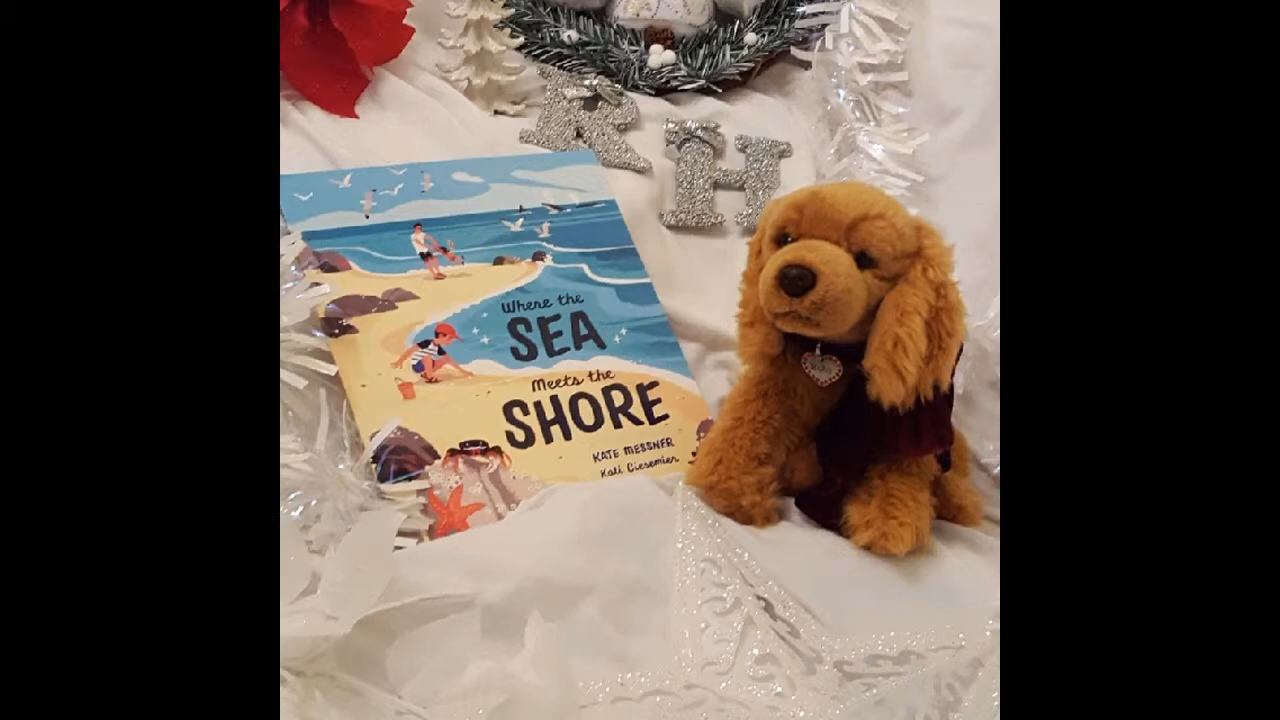 R H
Where the
SEA
Meets the
SHORE
KATE MESSNER
Kali Ciesemier